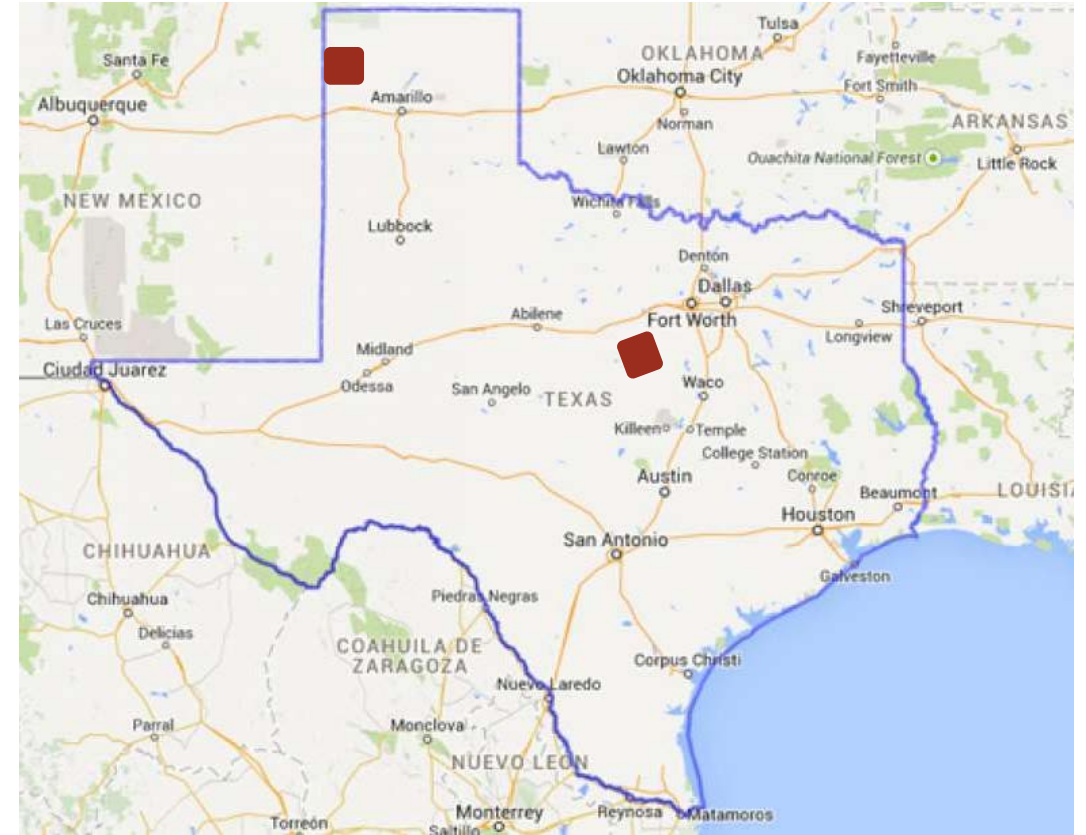 Tulsa
OKLAHOMA
Santa Fe
Fayetteville
Oklahoma City
Fort Smith
Amarillo
Albuquerque
Norman
ARKANSAS
Lawton
Ouachita National Forest
Little Rock
NEW MEXICO
Wichita Falls
Lubbock
Denton
Dallas
Shreveport
Abilene
Fort Worth
Las Cruces
Longview
Midland
Ciudad Juarez
Odessa
San Angelo
TEXAS
Waco
Killeen
Temple
College Station
Austin
Conroe
Beaumont
LOUISIA
Houston
San Antonio
CHIHUAHUA
Galveston
Chihuahua
Piedras Negras
Delicias
COAHUILA DE
ZARAGOZA
Corpus Christi
Nuevo Laredo
Parral
Monclova
NUEVO LEON
Monterrey
Reynosa
Matamoros
Torreón
Saltillo